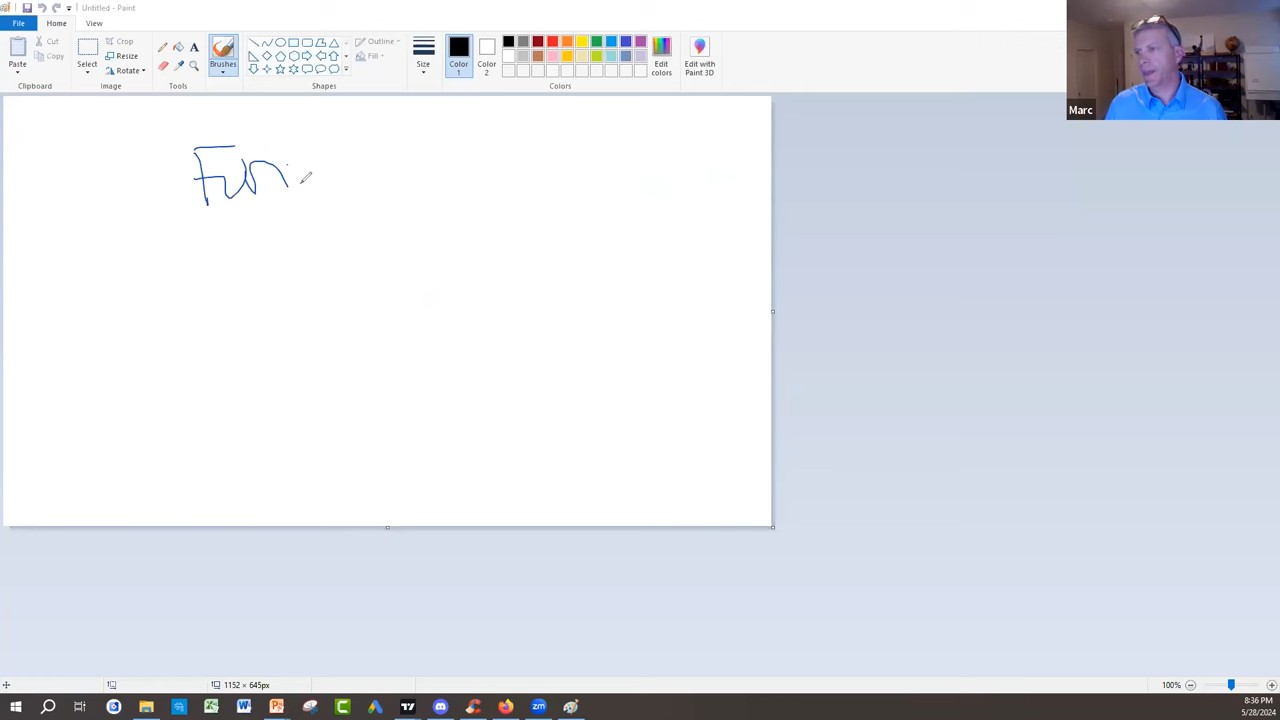 Untitled - Paint
File Home View
Paste Cut Copy Select Crop Resize Rotate A Brushes Outline Fill Size Color 1 Color 2 Edit colors Edit with Paint 3D
Clipboard Image Tools Shapes Colors
Marc
Fun
1152 × 645px 100%
8:36 PM
5/28/2024